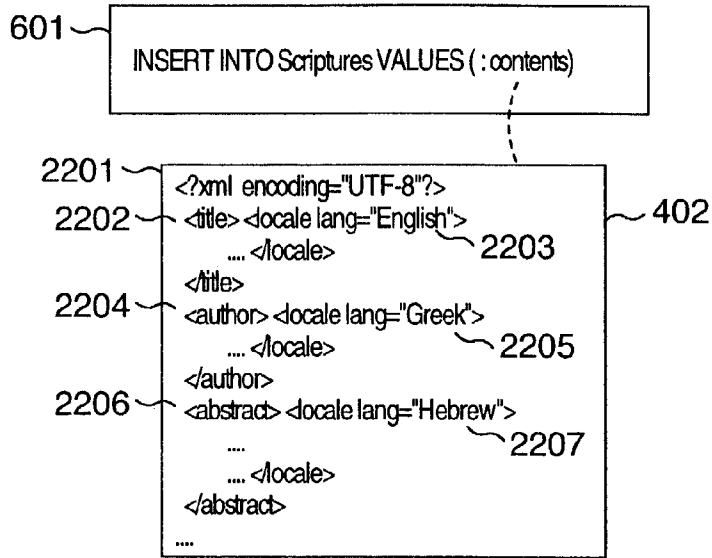 601
INSERT INTO Scriptures VALUES ( : contents)
2201
<?xml encoding="UTF-8"?>
402
2202 <title> <locale lang="English">
.... </locale> 2203
</title>
2204 <author> <locale lang="Greek">
.... </locale> 2205
</author>
2206 <abstract> <locale lang="Hebrew">
.... 2207
.... </locale>
</abstract>
....